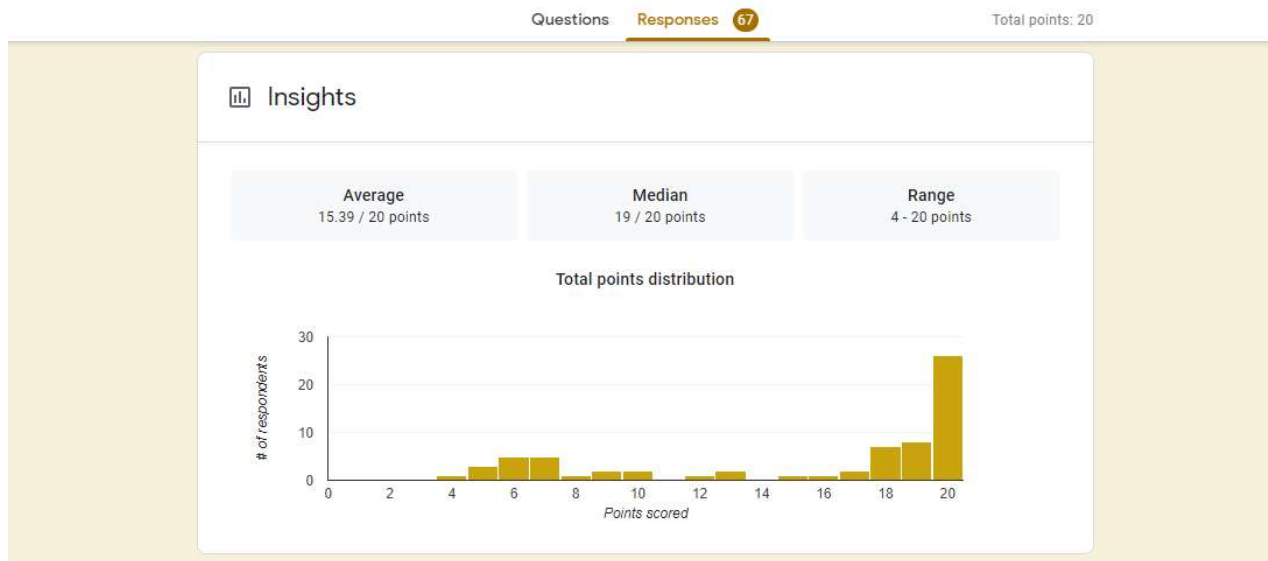 Questions Responses 67 Total points: 20
Insights
Average Median Range
15.39 / 20 points 19 / 20 points 4 - 20 points
Total points distribution
# of respondents
30
20
10
0
0 2 4 6 8 10 12 14 16 18 20
Points scored